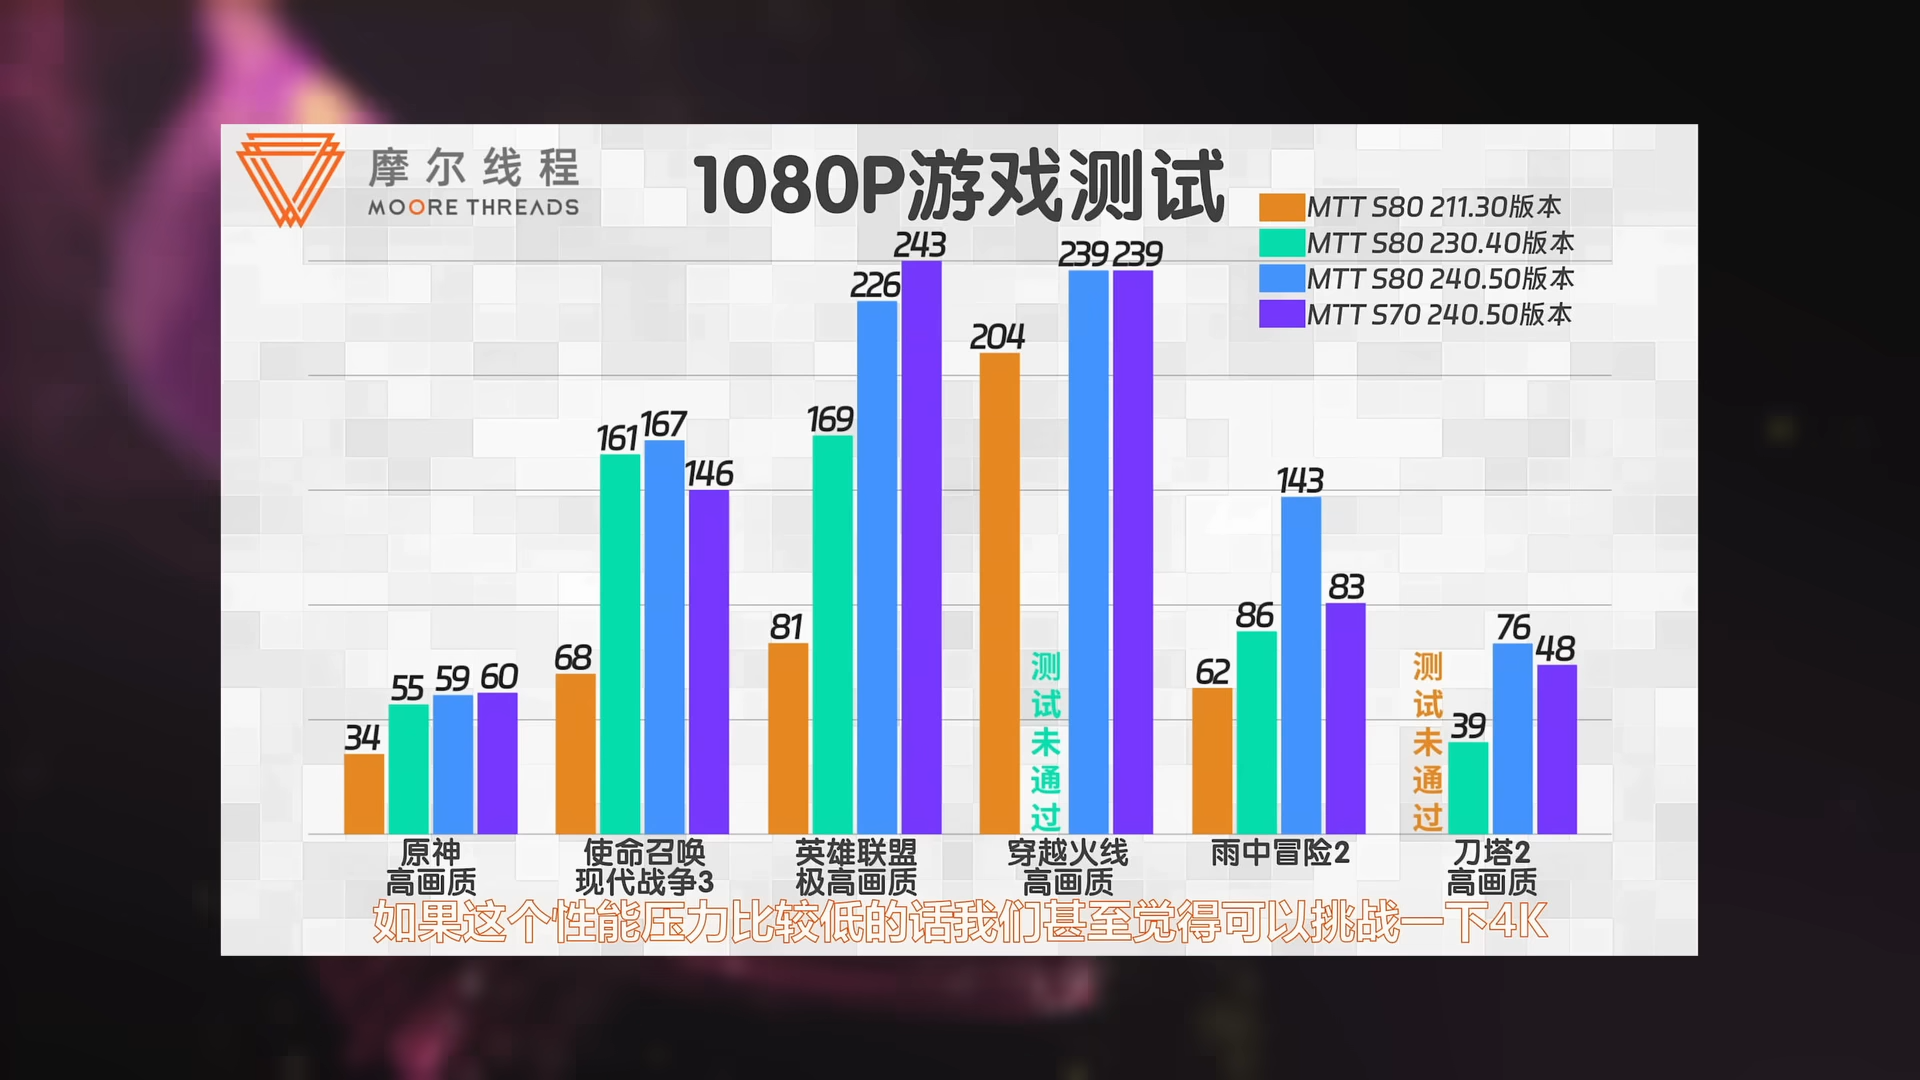 摩尔线程
MOORE THREADS
1080P游戏测试
MTT S80 211.30版本
MTT S80 230.40版本
MTT S80 240.50版本
MTT S70 240.50版本
34
55
59
60
68
161
167
146
81
169
226
243
204
测试未通过
239
239
62
86
143
83
测试未通过
39
76
48
原神
高画质
使命召唤
现代战争3
英雄联盟
极高画质
穿越火线
高画质
雨中冒险2
刀塔2
高画质
如果这个性能压力比较低的话我们甚至觉得可以挑战一下4K